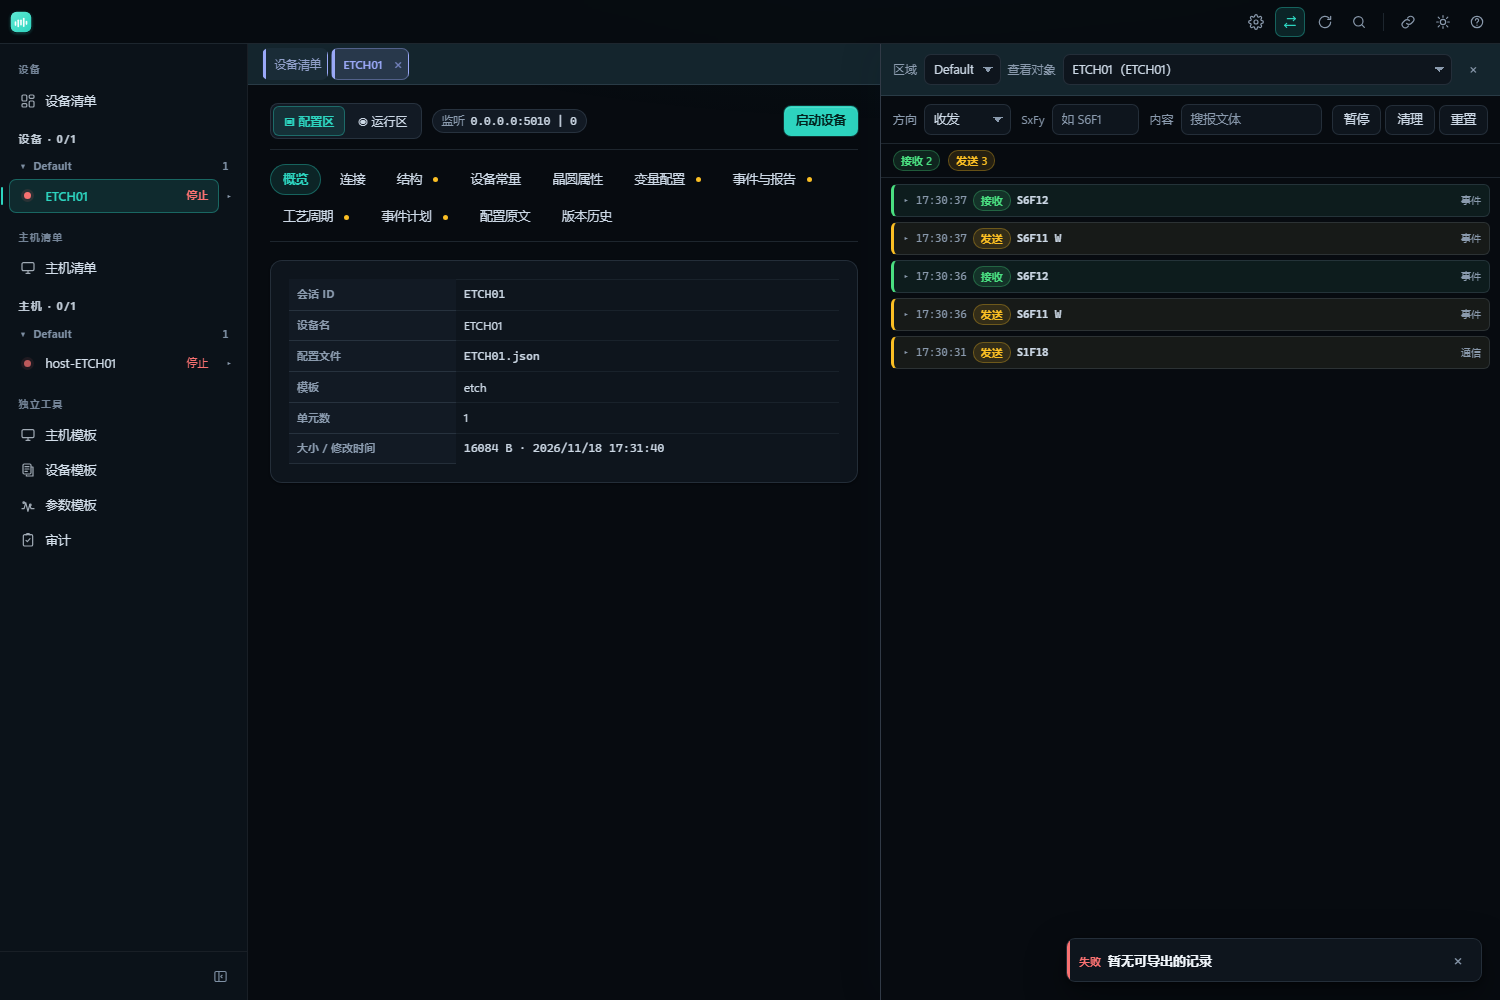 设备
设备清单
设备 · 0/1
Default 1
ETCH01 停止
主机清单
主机清单
主机 · 0/1
Default 1
host-ETCH01 停止
独立工具
主机模板
设备模板
参数模板
审计
设备清单 ETCH01 ×
配置区 运行区 监听 0.0.0.0:5010 | 0 启动设备
概览 连接 结构 设备常量 晶圆属性 变量配置 事件与报告
工艺周期 事件计划 配置原文 版本历史
会话 ID ETCH01
设备名 ETCH01
配置文件 ETCH01.json
模板 etch
单元数 1
大小 / 修改时间 16084 B · 2026/11/18 17:31:40
区域 Default 查看对象 ETCH01 (ETCH01) ×
方向 收发 SxFy 如 S6F1 内容 搜报文体 暂停 清理 重置
接收 2 发送 3
17:30:37 接收 S6F12 事件
17:30:37 发送 S6F11 W 事件
17:30:36 接收 S6F12 事件
17:30:36 发送 S6F11 W 事件
17:30:31 发送 S1F18 通信
失败 暂无可导出的记录 ×